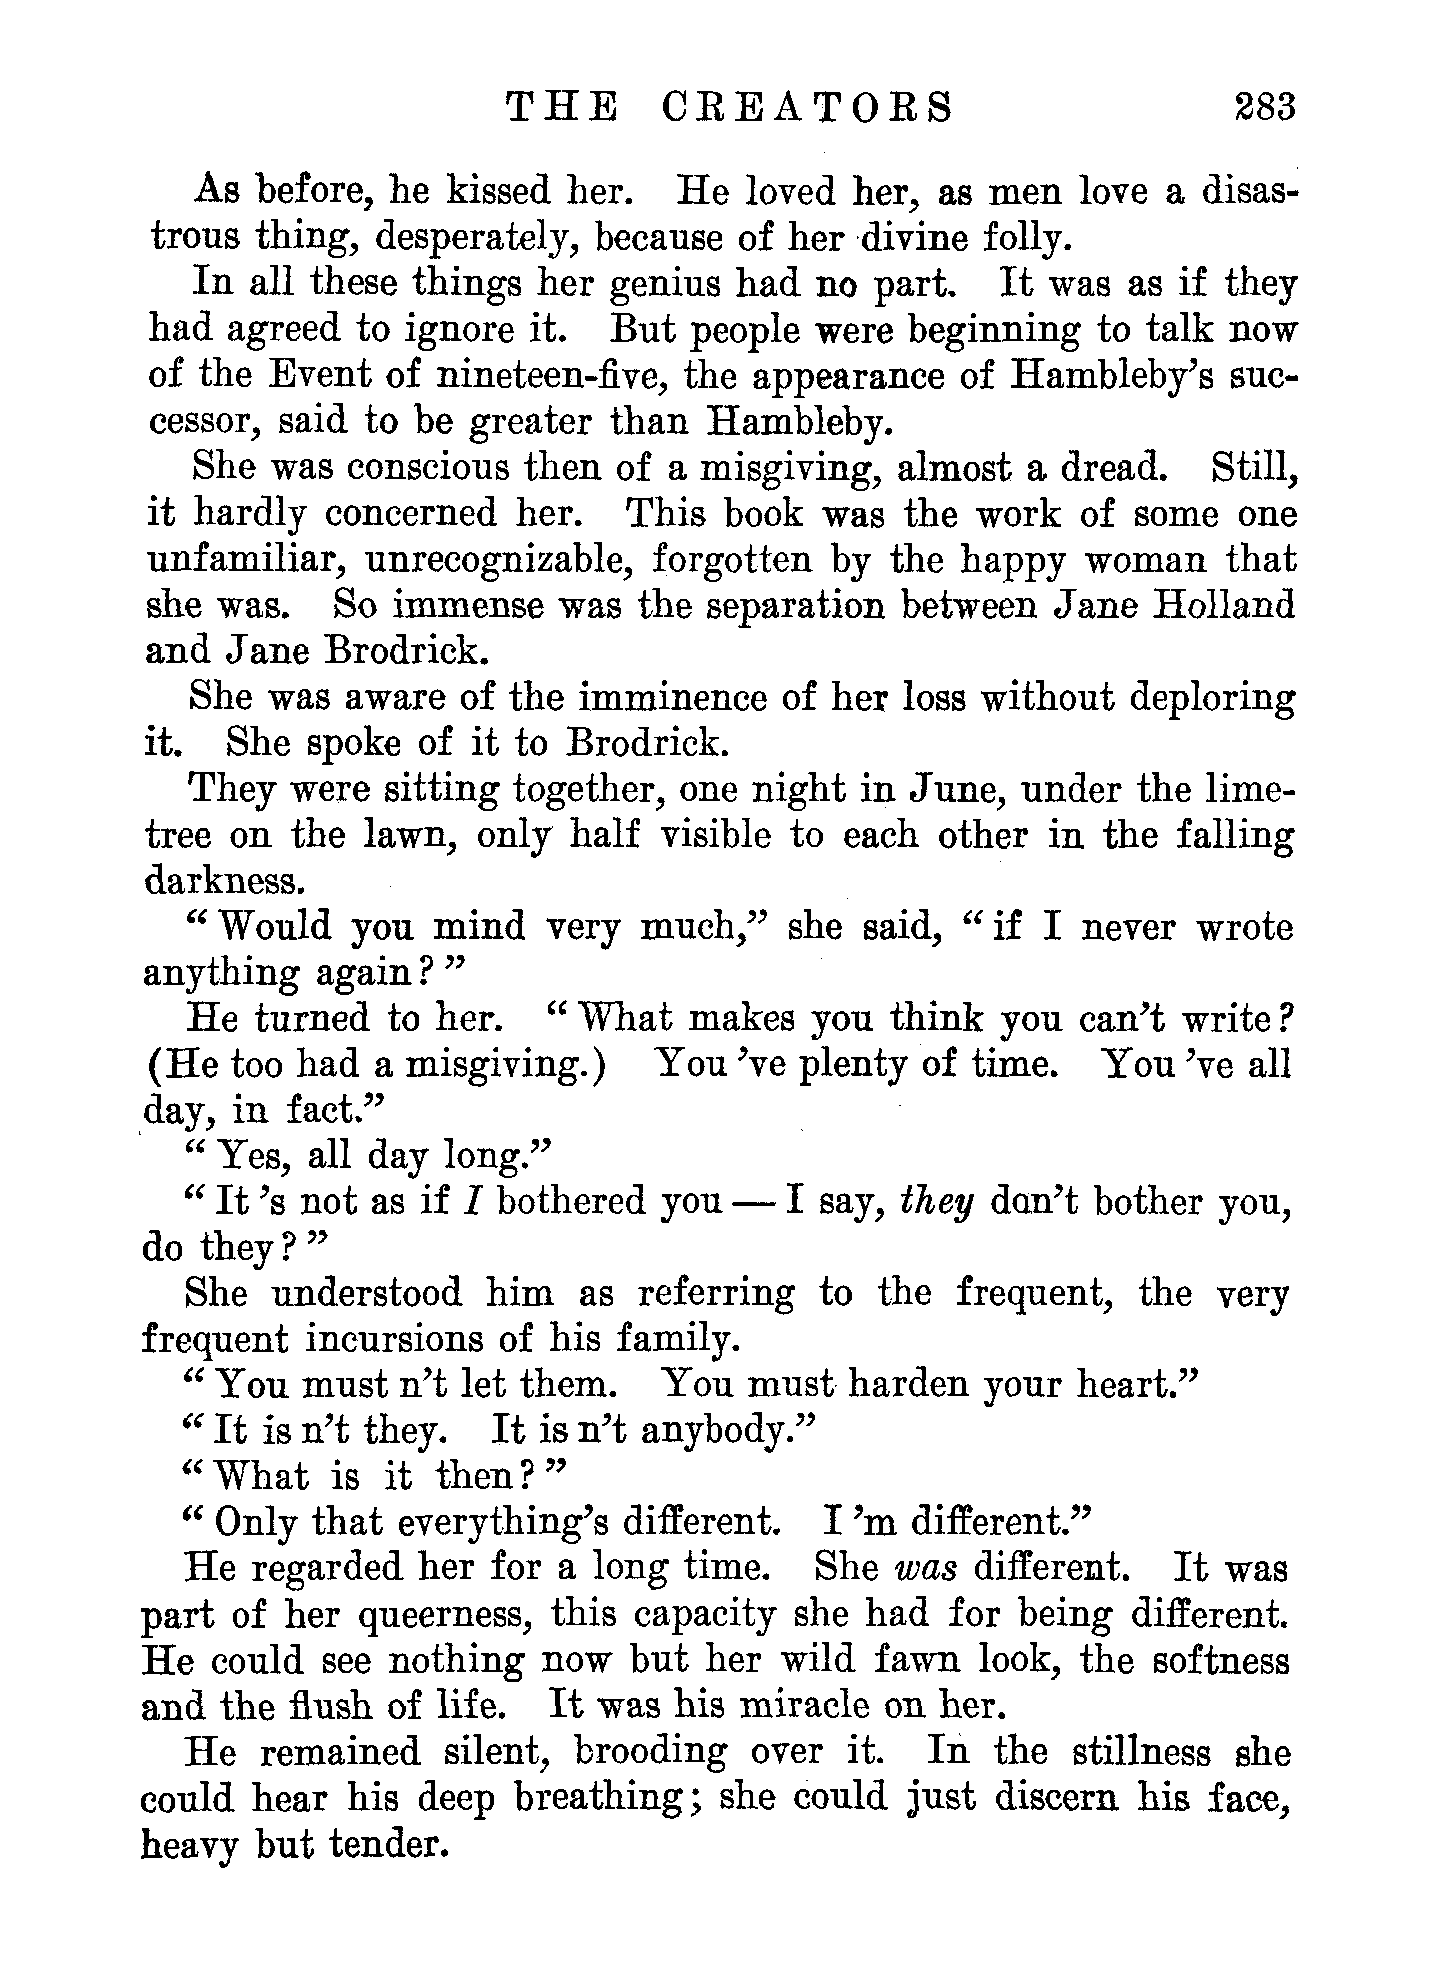 THE CREATORS 283
As before, he kissed her. He loved her, as men love a disas-
trous thing, desperately, because of her divine folly.
In all these things her genius had no part. It was as if they
had agreed to ignore it. But people were beginning to talk now
of the Event of nineteen-five, the appearance of Hambleby's suc-
cessor, said to be greater than Hambleby.
She was conscious then of a misgiving, almost a dread. Still,
it hardly concerned her. This book was the work of some one
unfamiliar, unrecognizable, forgotten by the happy woman that
she was. So immense was the separation between Jane Holland
and Jane Brodrick.
She was aware of the imminence of her loss without deploring
it. She spoke of it to Brodrick.
They were sitting together, one night in June, under the lime-
tree on the lawn, only half visible to each other in the falling
darkness.
"Would you mind very much," she said, "if I never wrote
anything again?"
He turned to her. "What makes you think you can't write?
(He too had a misgiving.) You've plenty of time. You've all
day, in fact."
"Yes, all day long."
"It's not as if I bothered you — I say, they don't bother you,
do they?"
She understood him as referring to the frequent, the very
frequent incursions of his family.
"You must n't let them. You must harden your heart."
"It is n't they. It is n't anybody."
"What is it then?"
"Only that everything's different. I'm different."
He regarded her for a long time. She was different. It was
part of her queerness, this capacity she had for being different.
He could see nothing now but her wild fawn look, the softness
and the flush of life. It was his miracle on her.
He remained silent, brooding over it. In the stillness she
could hear his deep breathing; she could just discern his face,
heavy but tender.